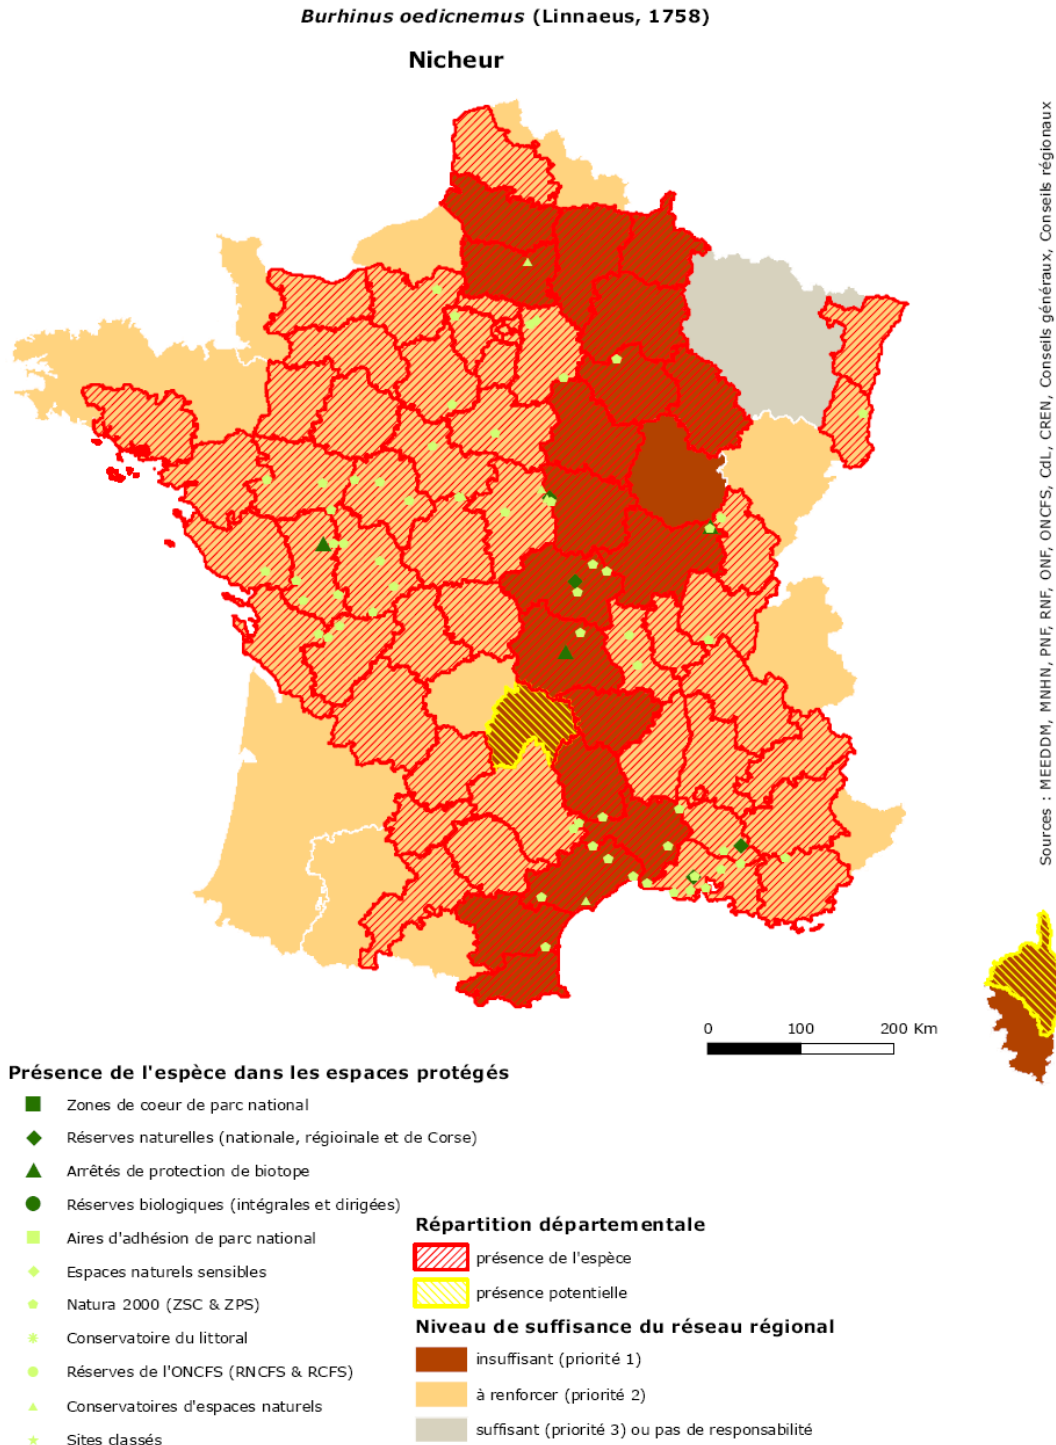 Burhinus oedicnemus (Linnaeus, 1758)
Nicheur
Sources : MEEDDM, MNHN, PNF, RNF, ONF, ONCFS, CdL, CREN, Conseils généraux, Conseils régionaux
0 100 200 Km
Présence de l'espèce dans les espaces protégés
Zones de coeur de parc national
Réserves naturelles (nationale, régioinale et de Corse)
Arrêtés de protection de biotope
Réserves biologiques (intégrales et dirigées)
Aires d'adhésion de parc national
Espaces naturels sensibles
Natura 2000 (ZSC & ZPS)
Conservatoire du littoral
Réserves de l'ONCFS (RNCFS & RCFS)
Conservatoires d'espaces naturels
Sites classés
Répartition départementale
présence de l'espèce
présence potentielle
Niveau de suffisance du réseau régional
insuffisant (priorité 1)
à renforcer (priorité 2)
suffisant (priorité 3) ou pas de responsabilité